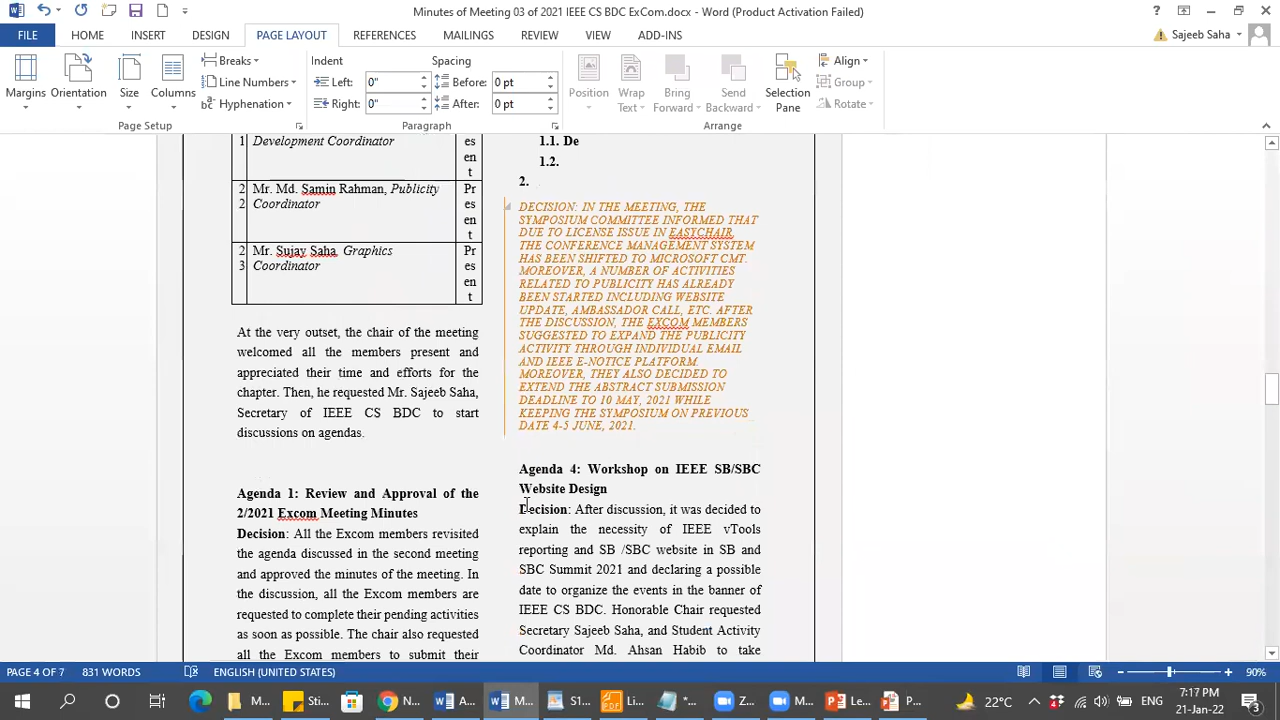 Minutes of Meeting 03 of 2021 IEEE CS BDC ExCom.docx - Word (Product Activation Failed)
FILE HOME INSERT DESIGN PAGE LAYOUT REFERENCES MAILINGS REVIEW VIEW ADD-INS
Sajeeb Saha
Margins
Orientation
Size
Columns
Breaks
Line Numbers
Hyphenation
Page Setup
Indent
Left: 0"
Right: 0"
Spacing
Before: 0 pt
After: 0 pt
Paragraph
Position
Wrap
Text
Bring
Forward
Send
Backward
Selection
Pane
Align
Group
Rotate
Arrange
1 Development Coordinator es
en
t
2 Mr. Md. Samin Rahman, Publicity Pr
2 Coordinator es
en
t
2 Mr. Sujay Saha, Graphics Pr
3 Coordinator es
en
t
At the very outset, the chair of the meeting
welcomed all the members present and
appreciated their time and efforts for the
chapter. Then, he requested Mr. Sajeeb Saha,
Secretary of IEEE CS BDC to start
discussions on agendas.
Agenda 1: Review and Approval of the
2/2021 Excom Meeting Minutes
Decision: All the Excom members revisited
the agenda discussed in the second meeting
and approved the minutes of the meeting. In
the discussion, all the Excom members are
requested to complete their pending activities
as soon as possible. The chair also requested
all the Excom members to submit their
1.1. De
1.2.
2.
DECISION: IN THE MEETING, THE
SYMPOSIUM COMMITTEE INFORMED THAT
DUE TO LICENSE ISSUE IN EASYCHAIR,
THE CONFERENCE MANAGEMENT SYSTEM
HAS BEEN SHIFTED TO MICROSOFT CMT.
MOREOVER, A NUMBER OF ACTIVITIES
RELATED TO PUBLICITY HAS ALREADY
BEEN STARTED INCLUDING WEBSITE
UPDATE, AMBASSADOR CALL, ETC. AFTER
THE DISCUSSION, THE EXCOM MEMBERS
SUGGESTED TO EXPAND THE PUBLICITY
ACTIVITY THROUGH INDIVIDUAL EMAIL
AND IEEE E-NOTICE PLATFORM.
MOREOVER, THEY ALSO DECIDED TO
EXTEND THE ABSTRACT SUBMISSION
DEADLINE TO 10 MAY, 2021 WHILE
KEEPING THE SYMPOSIUM ON PREVIOUS
DATE 4-5 JUNE, 2021.
Agenda 4: Workshop on IEEE SB/SBC
Website Design
Decision: After discussion, it was decided to
explain the necessity of IEEE vTools
reporting and SB /SBC website in SB and
SBC Summit 2021 and declaring a possible
date to organize the events in the banner of
IEEE CS BDC. Honorable Chair requested
Secretary Sajeeb Saha, and Student Activity
Coordinator Md. Ahsan Habib to take
PAGE 4 OF 7 831 WORDS ENGLISH (UNITED STATES) 90%
M... Sti... N... A... M... S1... Li... *... Z... M... Le... P... 22°C ENG 7:17 PM
21-Jan-22 3